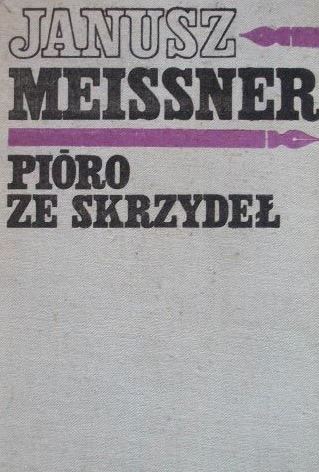 JANUSZ
MEISSNER
PIÓRO
ZE SKRZYDEŁ